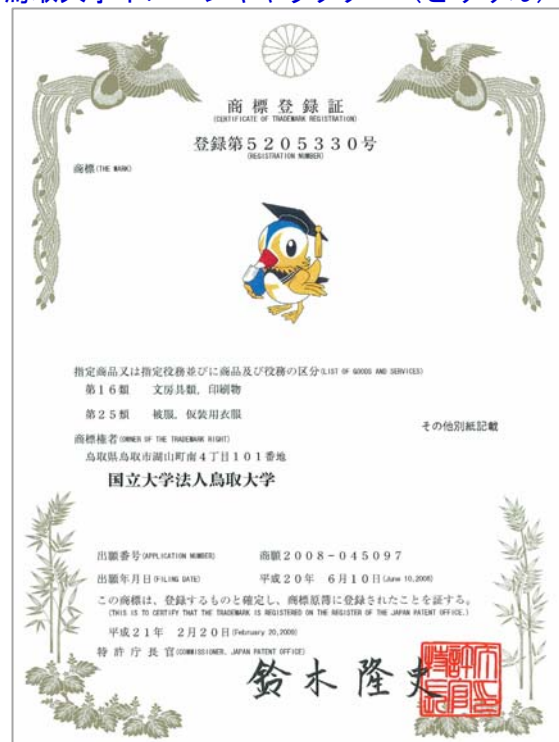 商標登録証
(CERTIFICATE OF TRADEMARK REGISTRATION)
登録第5205330号
(REGISTRATION NUMBER)
商標(THE MARK)
指定商品又は指定役務並びに商品及び役務の区分(LIST OF GOODS AND SERVICES)
第16類 文房具類，印刷物
第25類 被服，仮装用衣服
その他別紙記載
商標権者(OWNER OF THE TRADEMARK RIGHT)
鳥取県鳥取市湖山町南4丁目101番地
国立大学法人鳥取大学
出願番号(APPLICATION NUMBER) 商願2008-045097
出願年月日(FILING DATE) 平成20年 6月10日(June 10,2008)
この商標は、登録するものと確定し、商標原簿に登録されたことを証する。
(THIS IS TO CERTIFY THAT THE TRADEMARK IS REGISTERED ON THE REGISTER OF THE JAPAN PATENT OFFICE.)
平成21年 2月20日(February 20,2009)
特許庁長官(COMMISSIONER, JAPAN PATENT OFFICE)
鈴木隆史